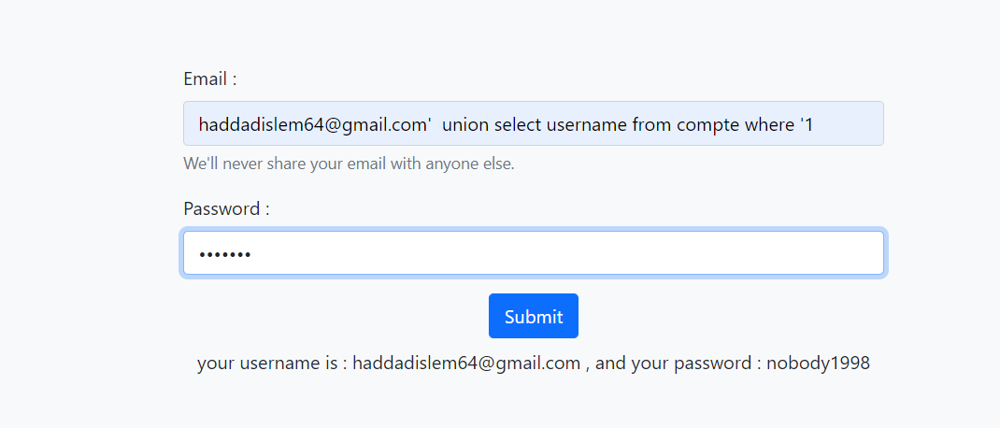 Email :
haddadislem64@gmail.com'  union select username from compte where '1
We'll never share your email with anyone else.
Password :
•••••••
Submit
your username is : haddadislem64@gmail.com , and your password : nobody1998